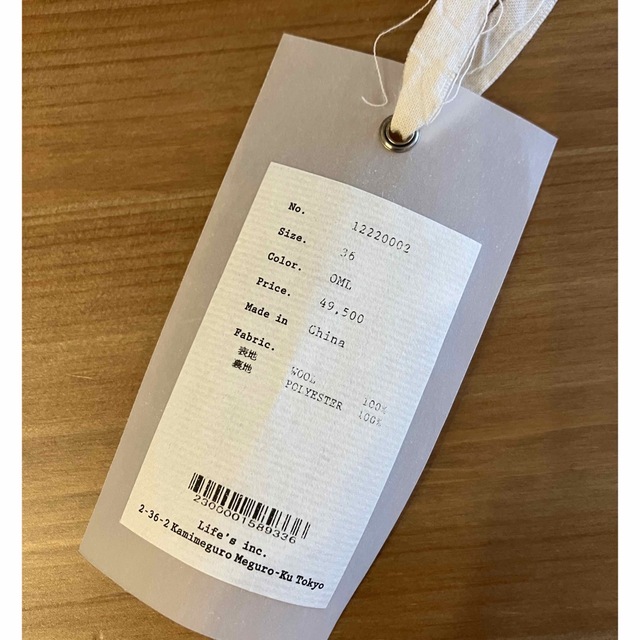 No. 12220002
Size. 36
Color. OML
Price. 49,500
Made in China
Fabric.
表地 WOOL 100%
裏地 POLYESTER 100%
2300001589336
Life's inc.
2-36-2 Kamimeguro Meguro-Ku Tokyo